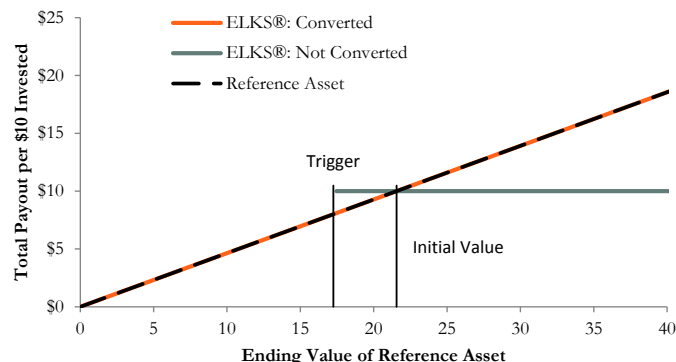 ELKS®: Converted
ELKS®: Not Converted
Reference Asset
Total Payout per $10 Invested
$25
$20
$15
$10
$5
$0
Trigger
Initial Value
0 5 10 15 20 25 30 35 40
Ending Value of Reference Asset